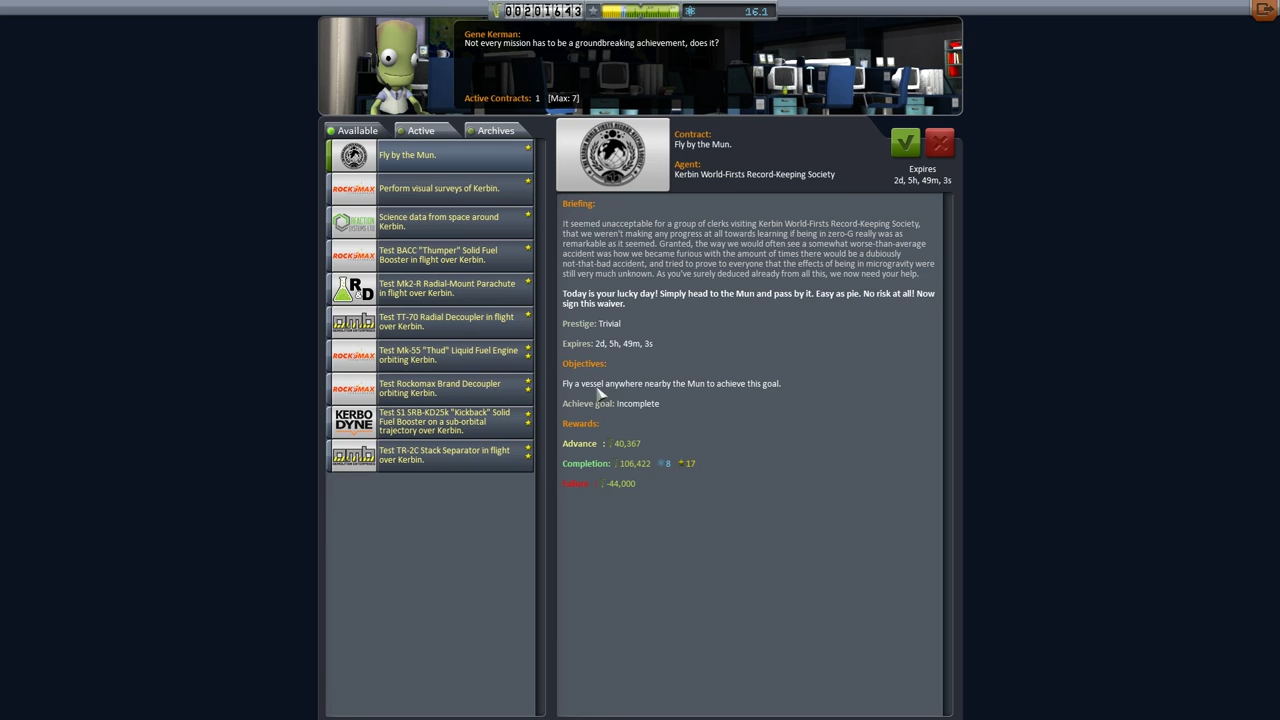 00201643
16.1
Gene Kerman:
Not every mission has to be a groundbreaking achievement, does it?
Active Contracts: 1 [Max: 7]
Available
Active
Archives
Fly by the Mun.
ROCKOMAX
Perform visual surveys of Kerbin.
REACTION
SYSTEMS LTD
Science data from space around
Kerbin.
ROCKOMAX
Test BACC "Thumper" Solid Fuel
Booster in flight over Kerbin.
R&D
Test Mk2-R Radial-Mount Parachute
in flight over Kerbin.
Test TT-70 Radial Decoupler in flight
over Kerbin.
ROCKOMAX
Test Mk-55 "Thud" Liquid Fuel Engine
orbiting Kerbin.
ROCKOMAX
Test Rockomax Brand Decoupler
orbiting Kerbin.
KERBO
DYNE
Test S1 SRB-KD25k "Kickback" Solid
Fuel Booster on a sub-orbital
trajectory over Kerbin.
Test TR-2C Stack Separator in flight
over Kerbin.
Contract:
Fly by the Mun.
Agent:
Kerbin World-Firsts Record-Keeping Society
Expires
2d, 5h, 49m, 3s
Briefing:
It seemed unacceptable for a group of clerks visiting Kerbin World-Firsts Record-Keeping Society,
that we weren't making any progress at all towards learning if being in zero-G really was as
remarkable as it seemed. Granted, the way we would often see a somewhat worse-than-average
accident was how we became furious with the amount of times there would be a dubiously
not-that-bad accident, and tried to prove to everyone that the effects of being in microgravity were
still very much unknown. As you've surely deduced already from all this, we now need your help.
Today is your lucky day! Simply head to the Mun and pass by it. Easy as pie. No risk at all! Now
sign this waiver.
Prestige: Trivial
Expires: 2d, 5h, 49m, 3s
Objectives:
Fly a vessel anywhere nearby the Mun to achieve this goal.
Achieve goal: Incomplete
Rewards:
Advance : 40,367
Completion: 106,422 8 17
Failure : -44,000